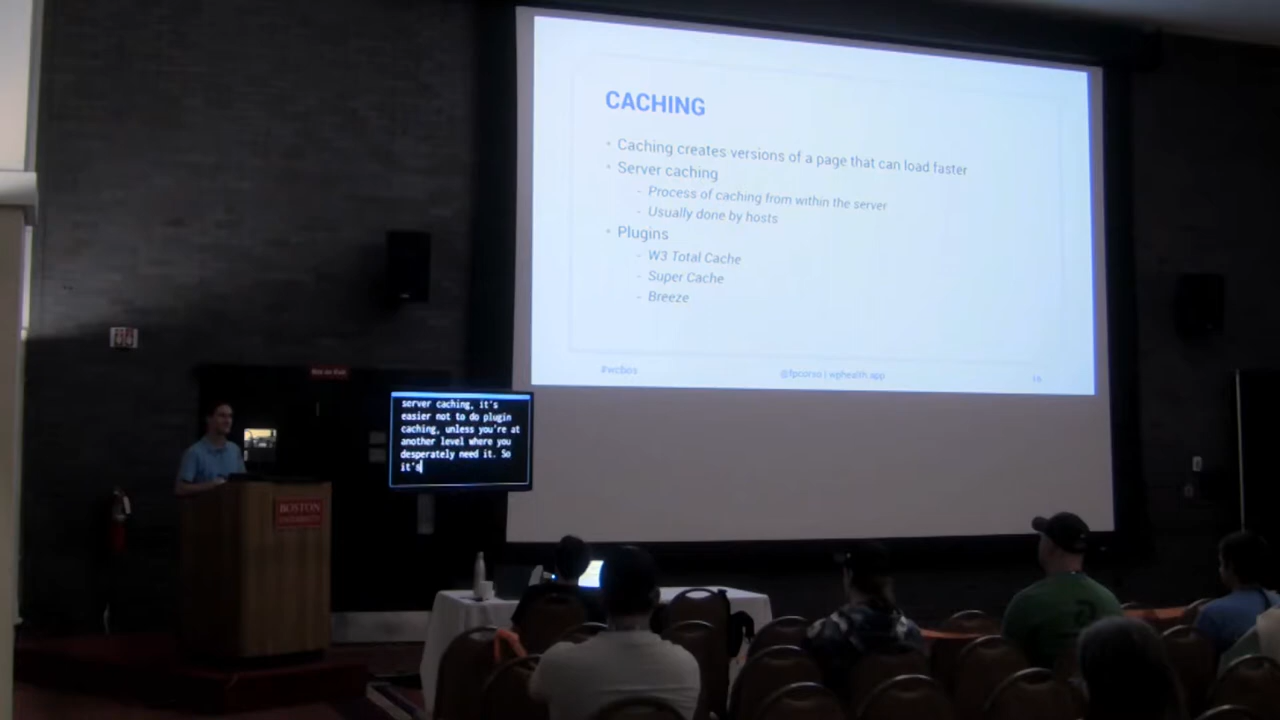 CACHING
• Caching creates versions of a page that can load faster
• Server caching
- Process of caching from within the server
- Usually done by hosts
• Plugins
- W3 Total Cache
- Super Cache
- Breeze
#wcbos
@fpcorso | wphealth.app
16
server caching, it's
easier not to do plugin
caching, unless you're at
another level where you
desperately need it. So
it's
BOSTON
UNIVERSITY